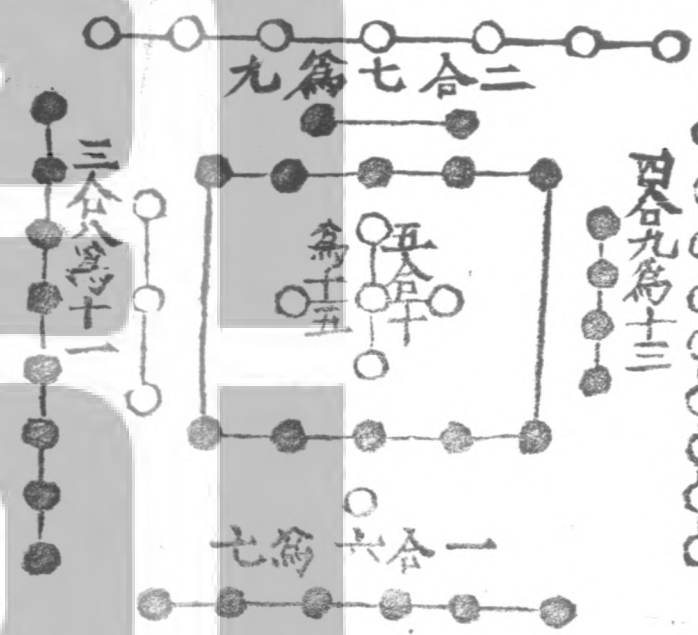 二合七為九
三合八為十一
四合九為十三
五合十
為十五
一合六為七